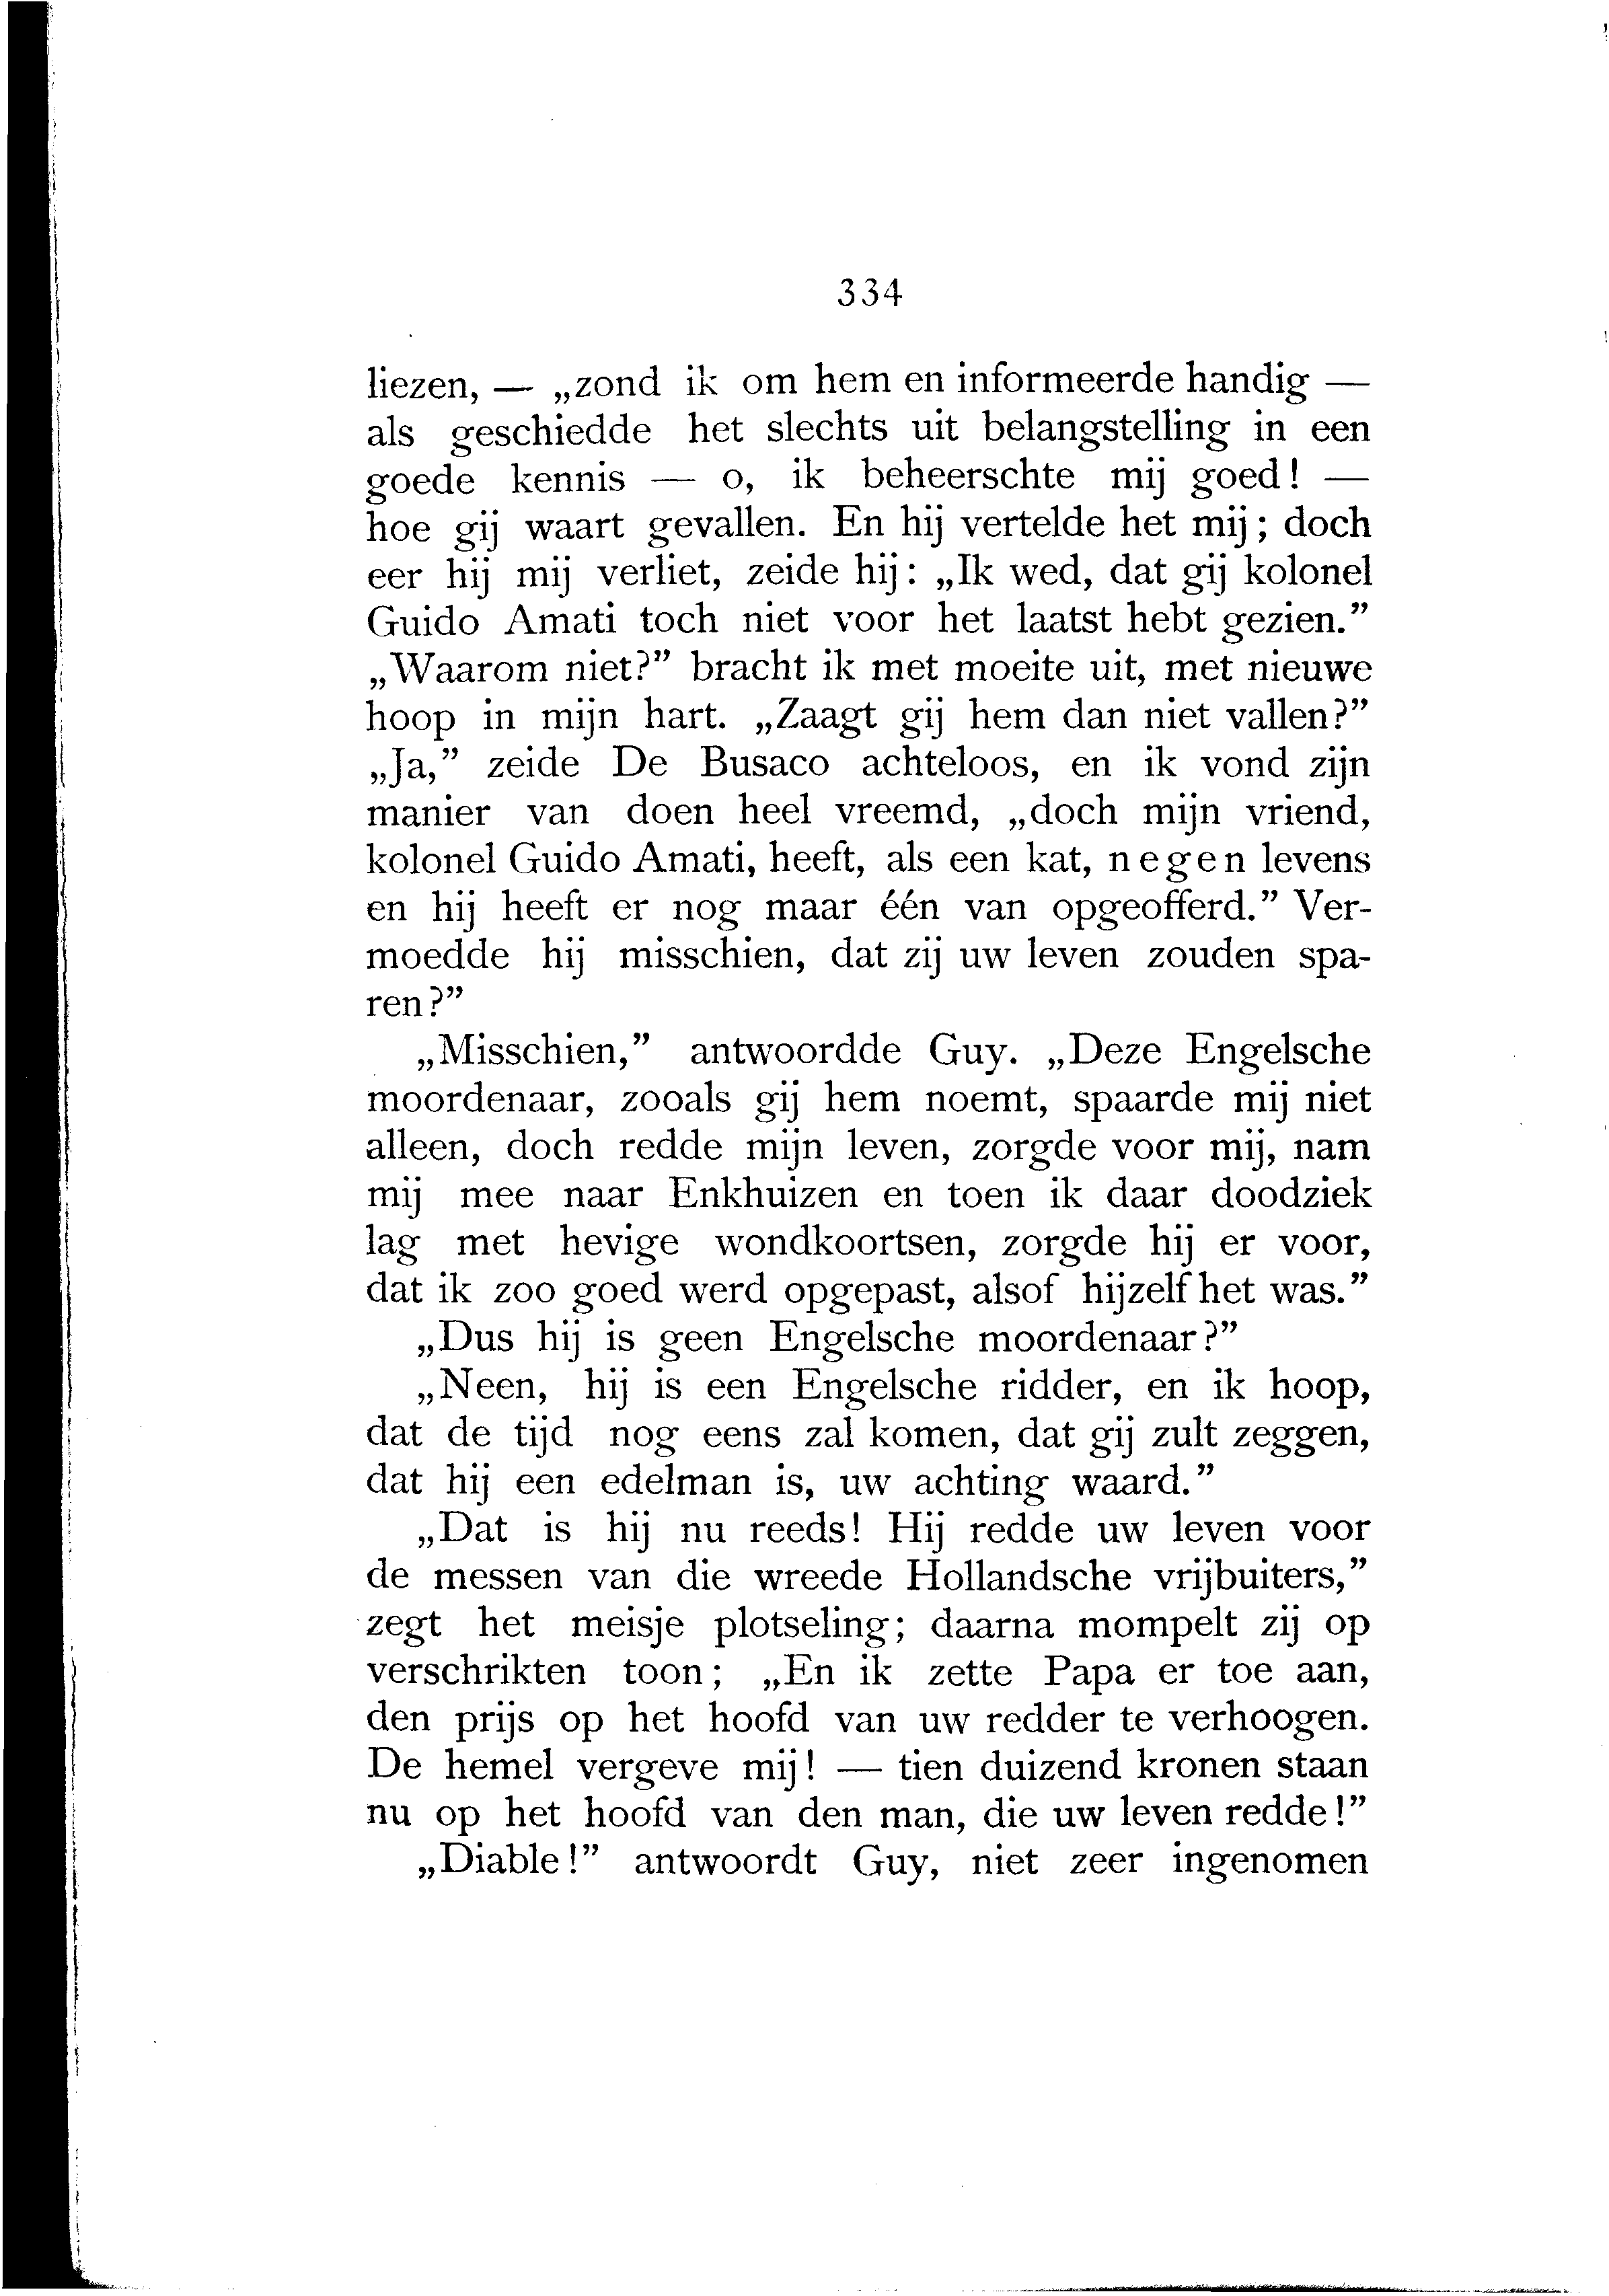 334
liezen, — „zond ik om hem en informeerde handig —
als geschiedde het slechts uit belangstelling in een
goede kennis — o, ik beheerschte mij goed! —
hoe gij waart gevallen. En hij vertelde het mij; doch
eer hij mij verliet, zeide hij: „Ik wed, dat gij kolonel
Guido Amati toch niet voor het laatst hebt gezien.”
„Waarom niet?” bracht ik met moeite uit, met nieuwe
hoop in mijn hart. „Zaagt gij hem dan niet vallen?”
„Ja,” zeide De Busaco achteloos, en ik vond zijn
manier van doen heel vreemd, „doch mijn vriend,
kolonel Guido Amati, heeft, als een kat, negen levens
en hij heeft er nog maar één van opgeofferd.” Ver-
moedde hij misschien, dat zij uw leven zouden spa-
ren?”
„Misschien,” antwoordde Guy. „Deze Engelsche
moordenaar, zooals gij hem noemt, spaarde mij niet
alleen, doch redde mijn leven, zorgde voor mij, nam
mij mee naar Enkhuizen en toen ik daar doodziek
lag met hevige wondkoortsen, zorgde hij er voor,
dat ik zoo goed werd opgepast, alsof hijzelf het was.”
„Dus hij is geen Engelsche moordenaar?”
„Neen, hij is een Engelsche ridder, en ik hoop,
dat de tijd nog eens zal komen, dat gij zult zeggen,
dat hij een edelman is, uw achting waard.”
„Dat is hij nu reeds! Hij redde uw leven voor
de messen van die wreede Hollandsche vrijbuiters,”
zegt het meisje plotseling; daarna mompelt zij op
verschrikten toon; „En ik zette Papa er toe aan,
den prijs op het hoofd van uw redder te verhoogen.
De hemel vergeve mij! — tien duizend kronen staan
nu op het hoofd van den man, die uw leven redde!”
„Diable!” antwoordt Guy, niet zeer ingenomen